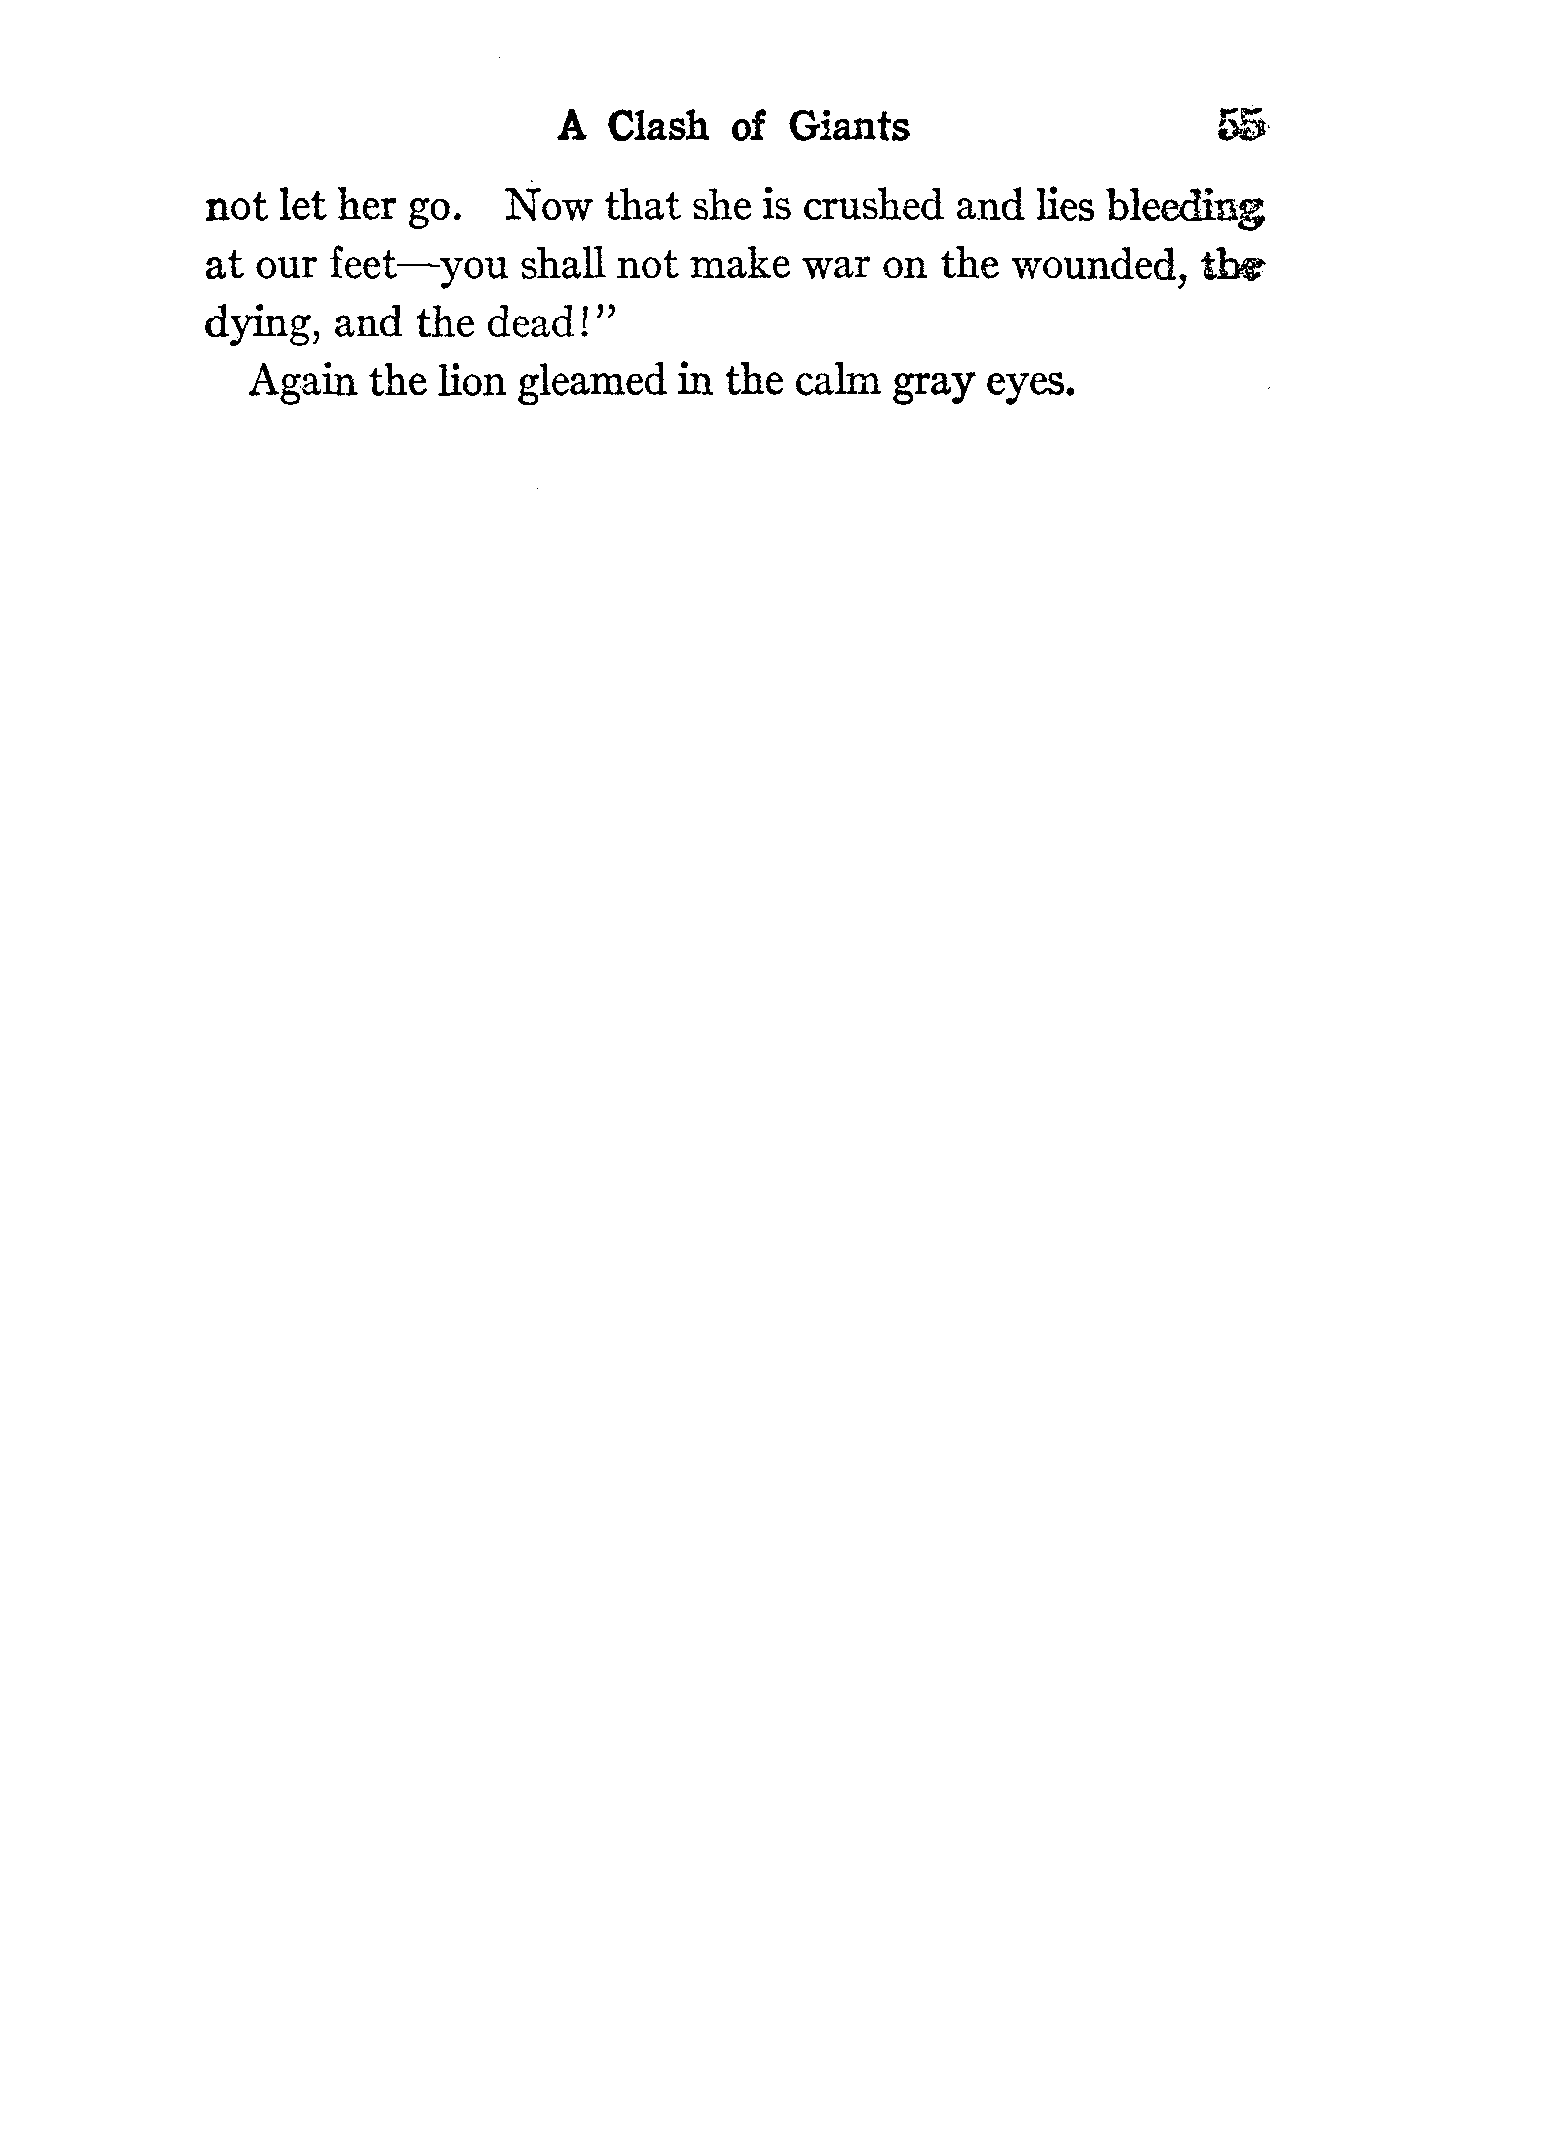 A Clash of Giants 55
not let her go. Now that she is crushed and lies bleeding
at our feet—you shall not make war on the wounded, the
dying, and the dead!”
Again the lion gleamed in the calm gray eyes.